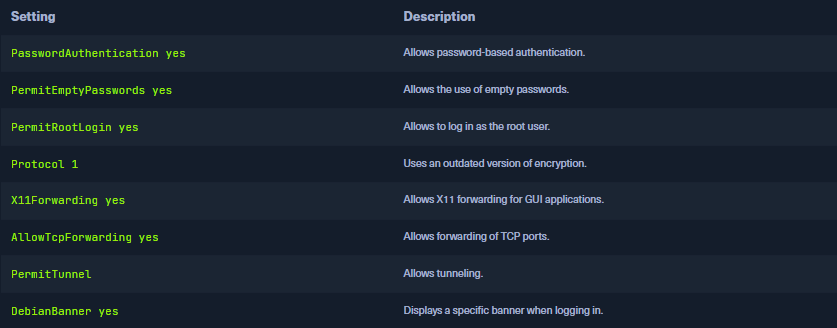 Setting Description
PasswordAuthentication yes Allows password-based authentication.
PermitEmptyPasswords yes Allows the use of empty passwords.
PermitRootLogin yes Allows to log in as the root user.
Protocol 1 Uses an outdated version of encryption.
X11Forwarding yes Allows X11 forwarding for GUI applications.
AllowTcpForwarding yes Allows forwarding of TCP ports.
PermitTunnel Allows tunneling.
DebianBanner yes Displays a specific banner when logging in.